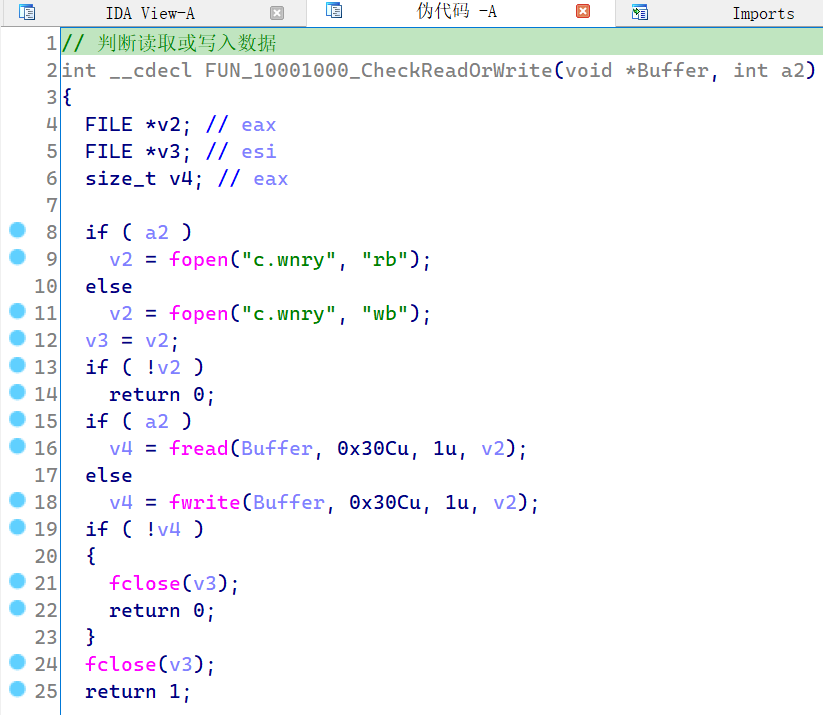 IDA View-A 伪代码 -A Imports
1 // 判断读取或写入数据
2 int __cdecl FUN_10001000_CheckReadOrWrite(void *Buffer, int a2)
3 {
4   FILE *v2; // eax
5   FILE *v3; // esi
6   size_t v4; // eax
7
8   if ( a2 )
9     v2 = fopen("c.wnry", "rb");
10   else
11     v2 = fopen("c.wnry", "wb");
12   v3 = v2;
13   if ( !v2 )
14     return 0;
15   if ( a2 )
16     v4 = fread(Buffer, 0x30Cu, 1u, v2);
17   else
18     v4 = fwrite(Buffer, 0x30Cu, 1u, v2);
19   if ( !v4 )
20   {
21     fclose(v3);
22     return 0;
23   }
24   fclose(v3);
25   return 1;